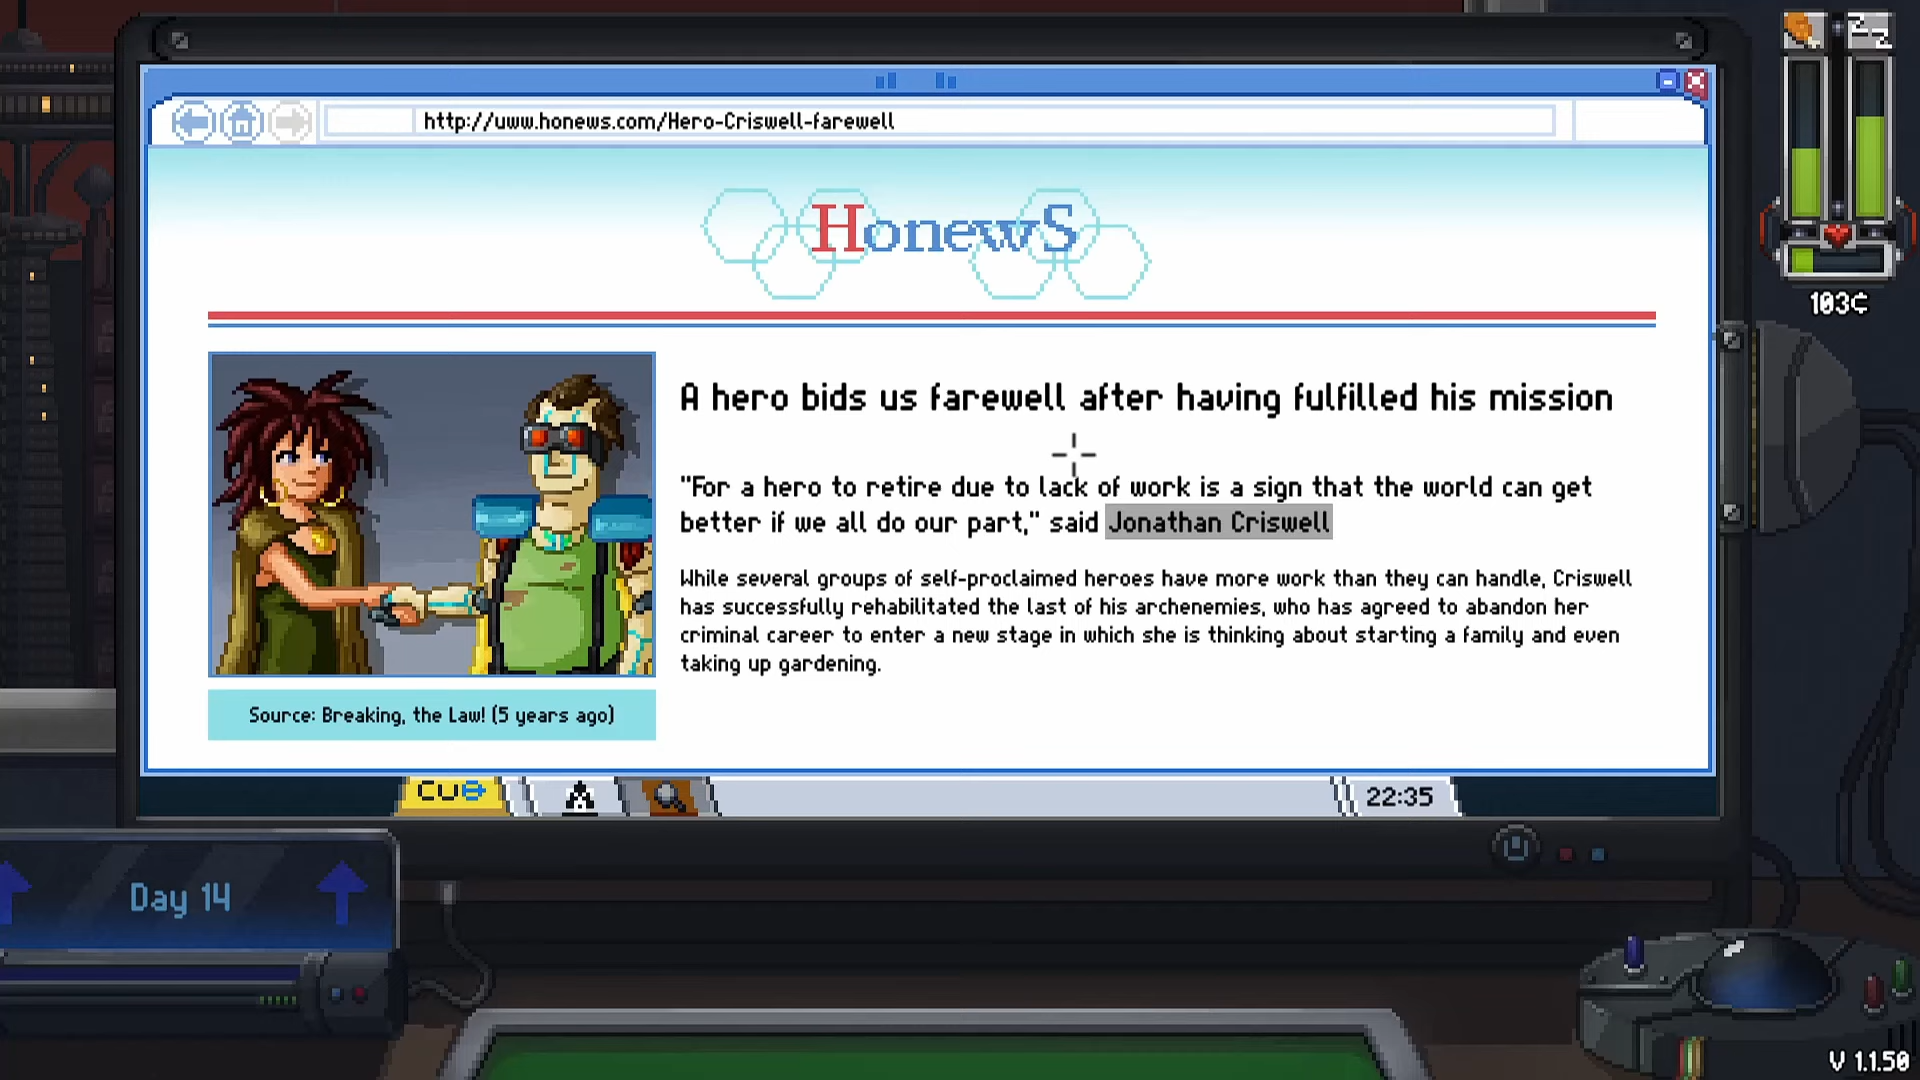 http://uww.honews.com/Hero-Criswell-farewell
HonewS
103¢
A hero bids us farewell after having fulfilled his mission
"For a hero to retire due to lack of work is a sign that the world can get
better if we all do our part," said Jonathan Criswell
While several groups of self-proclaimed heroes have more work than they can handle, Criswell
has successfully rehabilitated the last of his archenemies, who has agreed to abandon her
criminal career to enter a new stage in which she is thinking about starting a family and even
taking up gardening.
Source: Breaking, the Law! (5 years ago)
CUO
22:35
Day 14
V 1.1.50